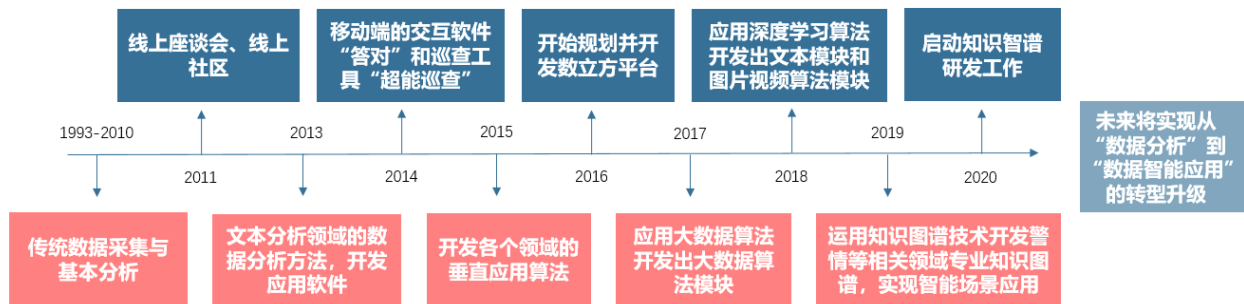 线上座谈会、线上
社区
移动端的交互软件
“答对”和巡查工
具“超能巡查”
开始规划并开
发数立方平台
应用深度学习算法
开发出文本模块和
图片视频算法模块
启动知识智谱
研发工作
1993-2010
2013
2015
2017
2019
2011
2014
2016
2018
2020
未来将实现从
“数据分析”到
“数据智能应用”
的转型升级
传统数据采集与
基本分析
文本分析领域的数
据分析方法，开发
应用软件
开发各个领域的
垂直应用算法
应用大数据算法
开发出大数据算
法模块
运用知识图谱技术开发警
情等相关领域专业知识图
谱，实现智能场景应用